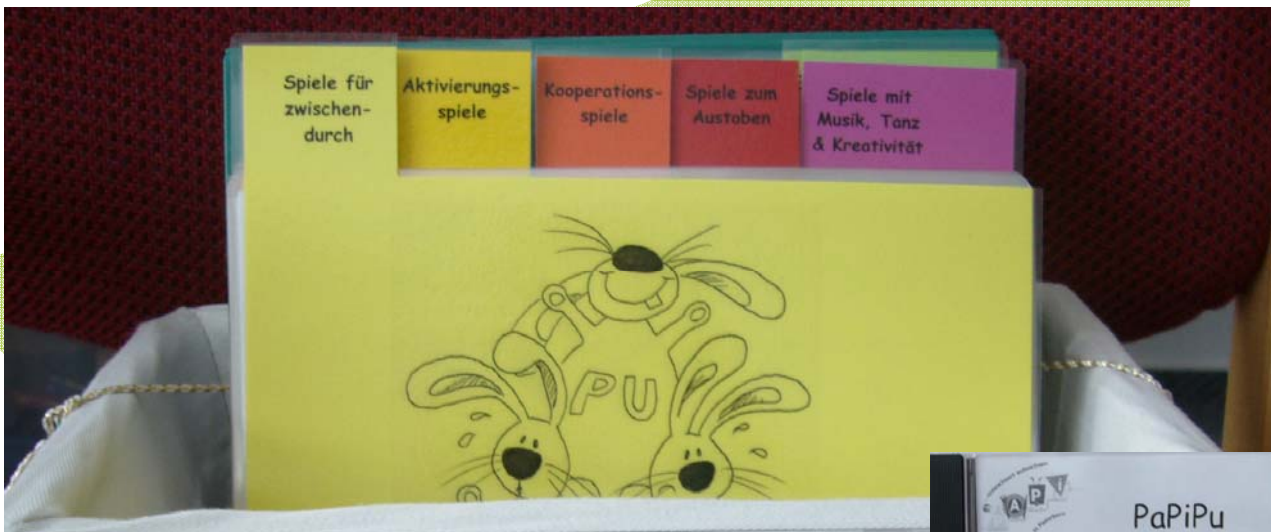 Spiele für
zwischen-
durch
Aktivierungs-
spiele
Kooperations-
spiele
Spiele zum
Austoben
Spiele mit
Musik, Tanz
& Kreativität
PU
PaPiPu